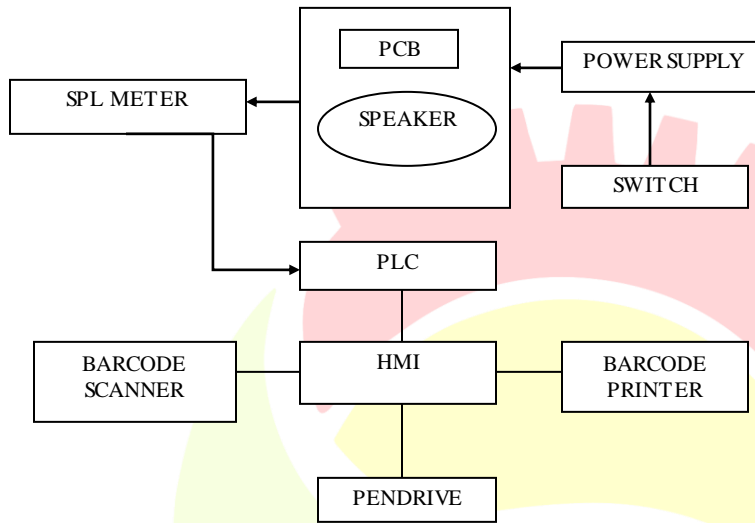 PCB
POWER SUPPLY
SPL METER
SPEAKER
SWITCH
PLC
BARCODE
SCANNER
HMI
BARCODE
PRINTER
PENDRIVE